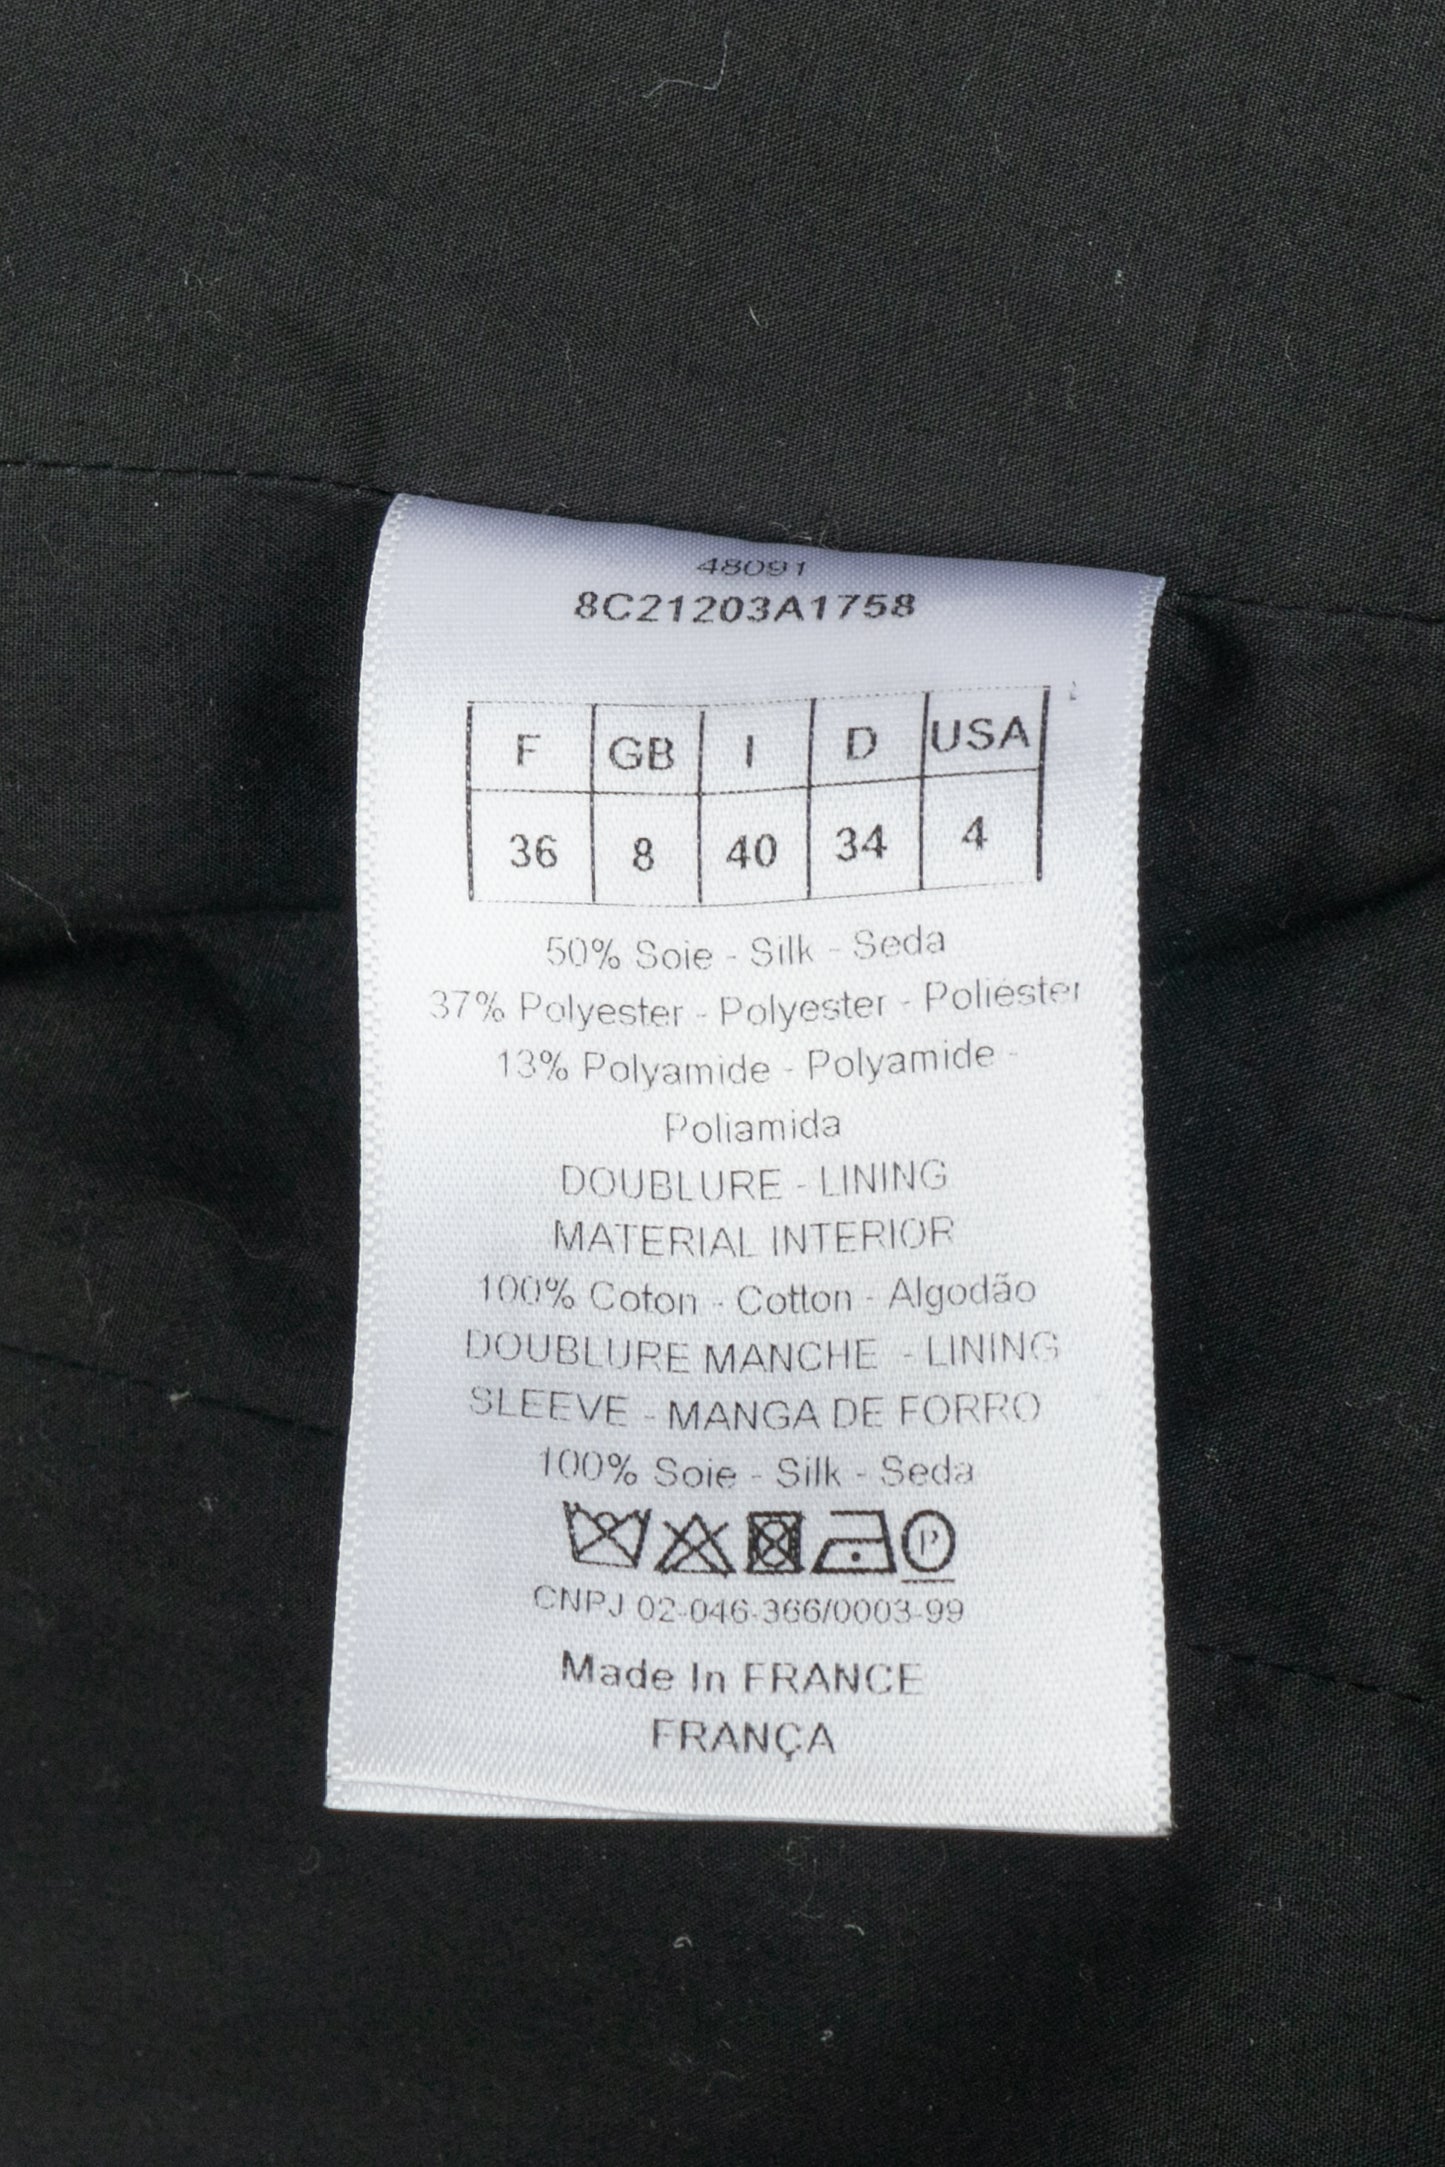 48091
8C21203A1758
F GB I D USA
36 8 40 34 4
50% Soie - Silk - Seda
37% Polyester - Polyester - Poliéster
13% Polyamide - Polyamide -
Poliamida
DOUBLURE - LINING
MATERIAL INTERIOR
100% Coton - Cotton - Algodão
DOUBLURE MANCHE - LINING
SLEEVE - MANGA DE FORRO
100% Soie - Silk - Seda
P
CNPJ 02-046-366/0003-99
Made In FRANCE
FRANÇA